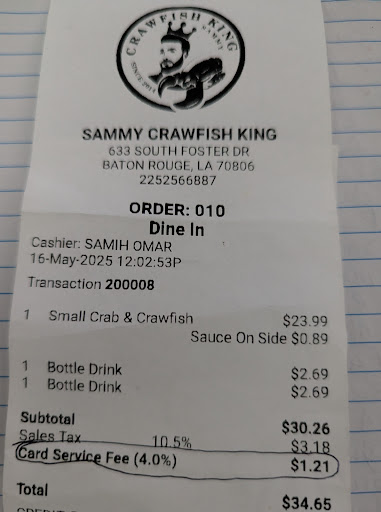 CRAWFISH KING
SAMMY
SAMMY CRAWFISH KING
633 SOUTH FOSTER DR
BATON ROUGE, LA 70806
2252566887
ORDER: 010
Dine In
Cashier: SAMIH OMAR
16-May-2025 12:02:53P
Transaction 200008
1 Small Crab & Crawfish $23.99
Sauce On Side $0.89
1 Bottle Drink $2.69
1 Bottle Drink $2.69
Subtotal $30.26
Sales Tax 10.5% $3.18
Card Service Fee (4.0%) $1.21
Total $34.65